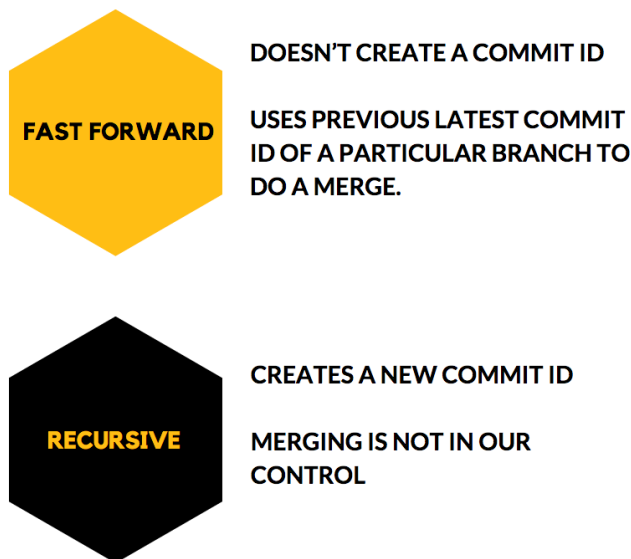 FAST FORWARD
DOESN'T CREATE A COMMIT ID
USES PREVIOUS LATEST COMMIT
ID OF A PARTICULAR BRANCH TO
DO A MERGE.
RECURSIVE
CREATES A NEW COMMIT ID
MERGING IS NOT IN OUR
CONTROL